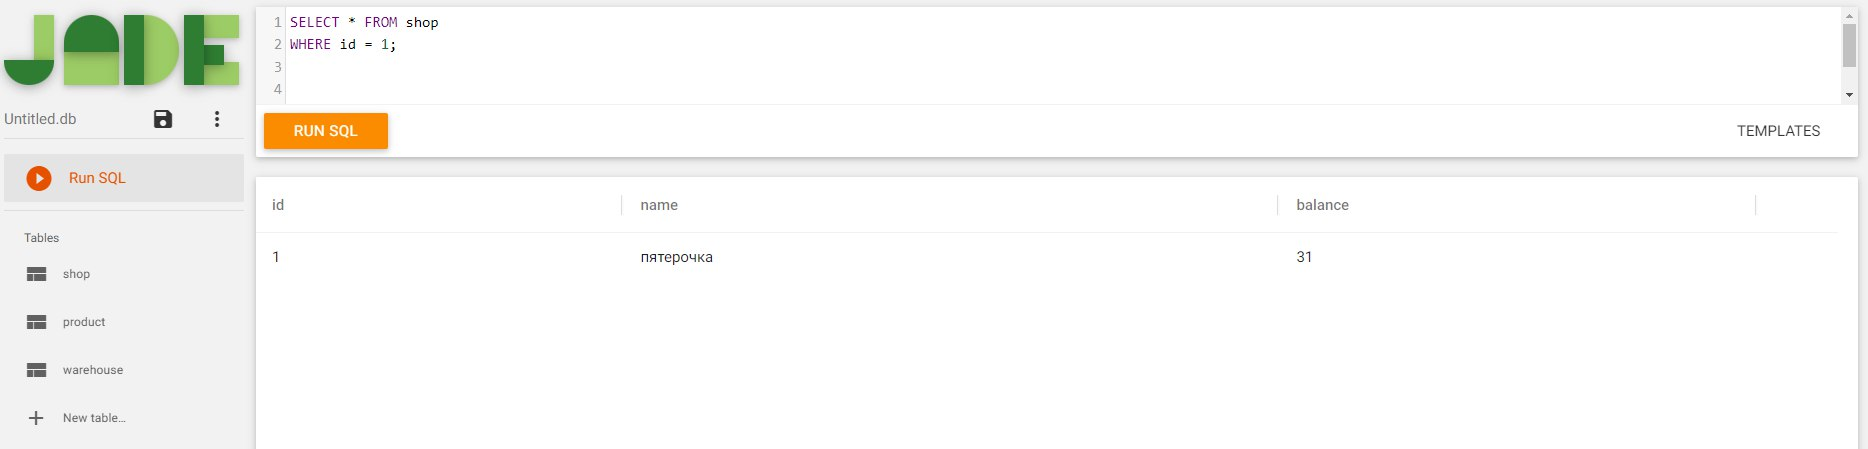 JADE
Untitled.db
Run SQL
Tables
shop
product
warehouse
New table...
1 SELECT * FROM shop
2 WHERE id = 1;
3
4
RUN SQL
TEMPLATES
id name balance
1 пятерочка 31